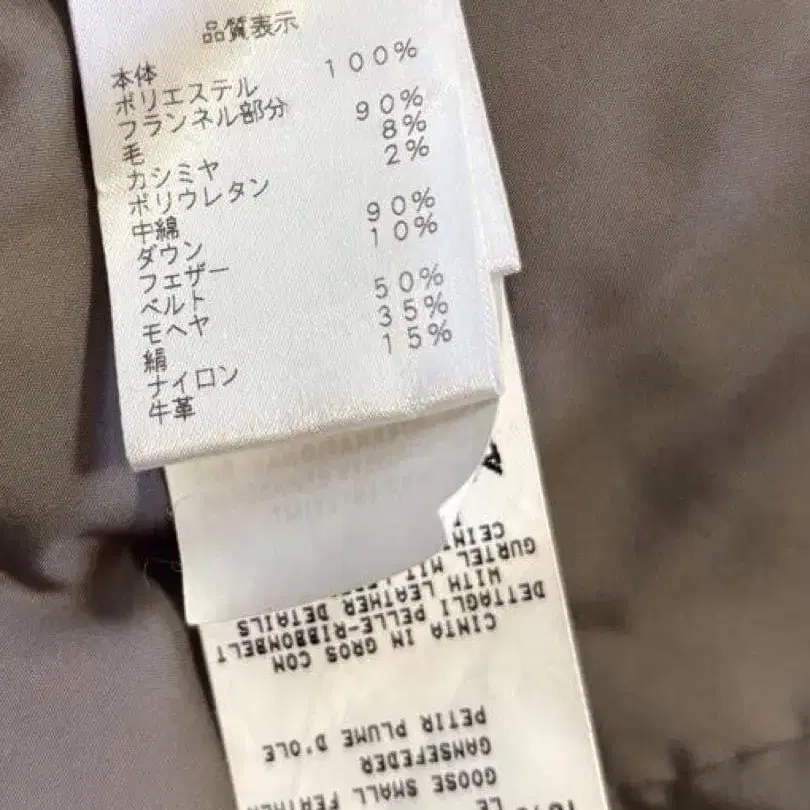 品質表示
本体
ポリエステル 100%
フランネル部分
毛 90%
カシミヤ 8%
ポリウレタン 2%
中綿
ダウン 90%
フェザー 10%
ベルト
モヘヤ 50%
絹 35%
ナイロン 15%
牛革
GOOSE SMALL FEATHER
GANSEFEDER
PETIR PLUME D'OLE
CINTA IN GROS CON
DETTAGLI PELLE-RIBBONBELT
WITH LEATHER DETAILS
GURTEL MIT
CEINT